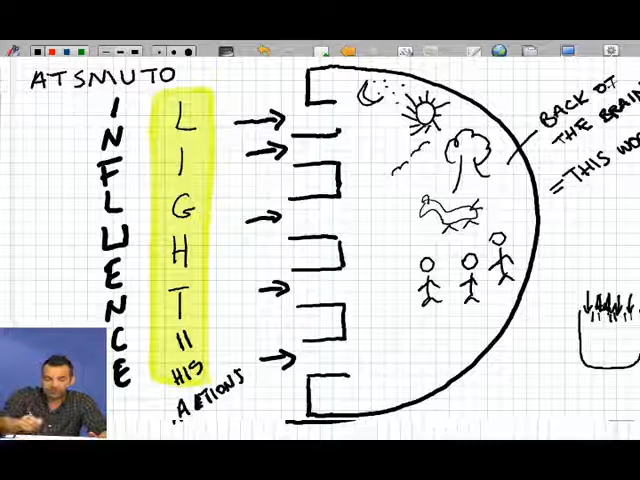 ATSMUTO
INFLUENCE
LIGHT
HIS
ACTIONS
BACK OF
THE BRAIN
= THIS